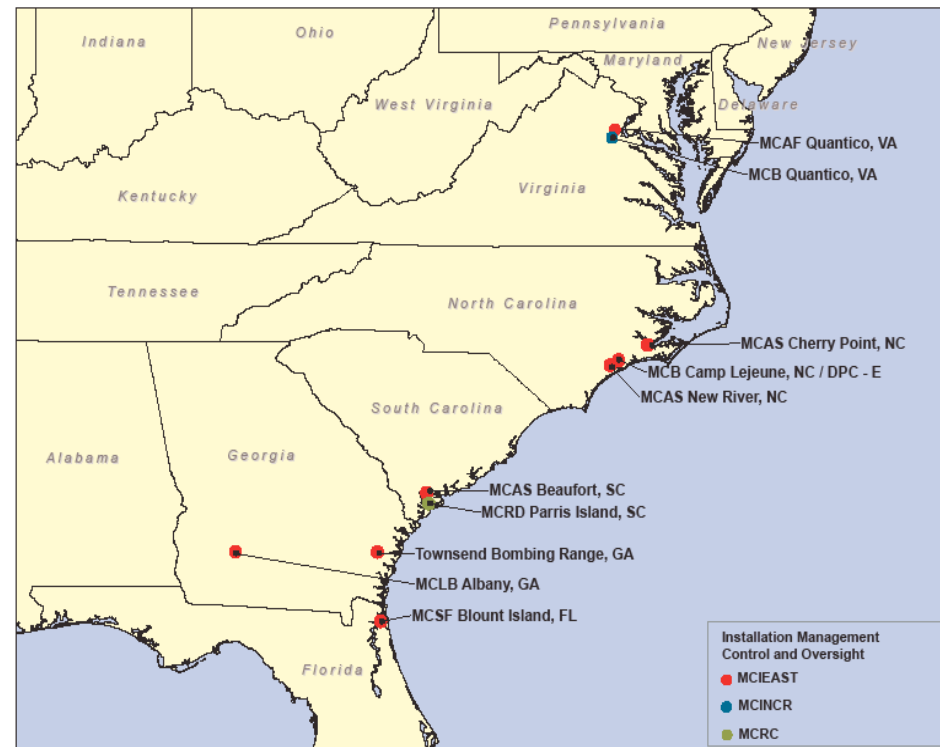 Pennsylvania
Ohio
Indiana
New Jersey
Maryland
West Virginia
Delaware
MCAF Quantico, VA
MCB Quantico, VA
Virginia
Kentucky
Tennessee
North Carolina
MCAS Cherry Point, NC
MCB Camp Lejeune, NC / DPC - E
MCAS New River, NC
South Carolina
Georgia
Alabama
MCAS Beaufort, SC
MCRD Parris Island, SC
Townsend Bombing Range, GA
MCLB Albany, GA
MCSF Blount Island, FL
Florida
Installation Management
Control and Oversight
MCIEAST
MCINCR
MCRC